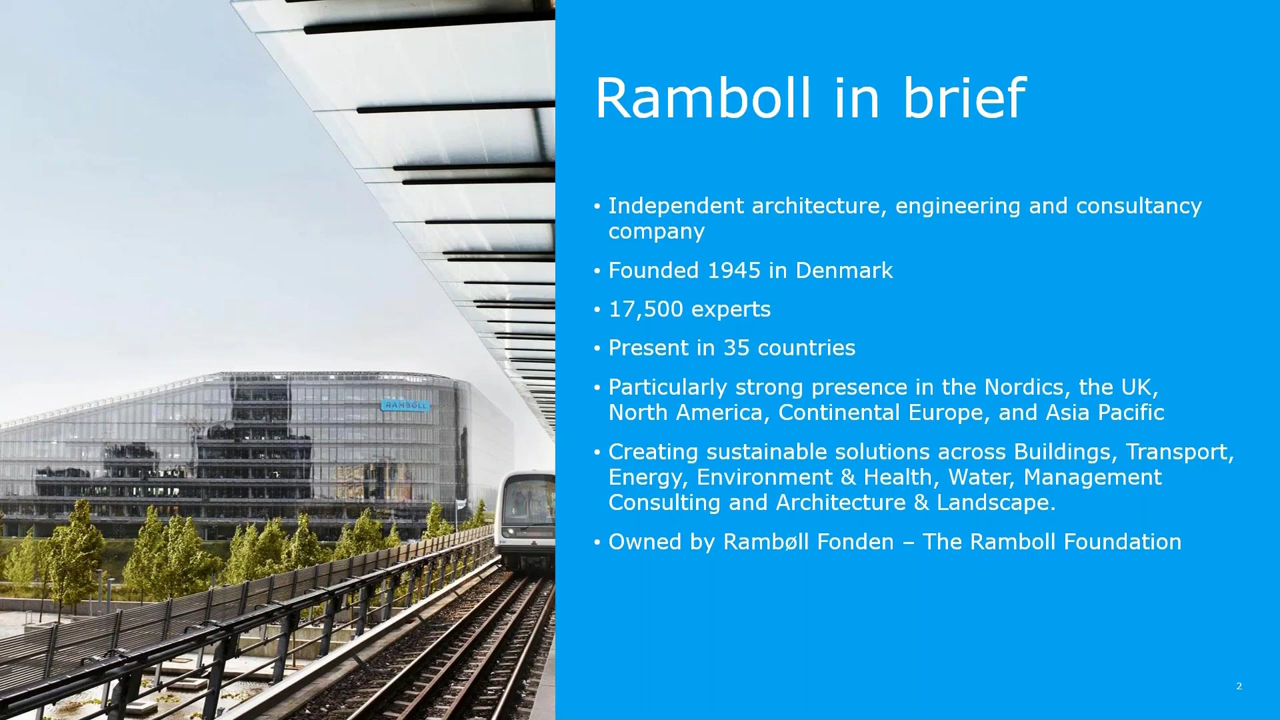 Ramboll in brief
• Independent architecture, engineering and consultancy
company
• Founded 1945 in Denmark
• 17,500 experts
• Present in 35 countries
• Particularly strong presence in the Nordics, the UK,
North America, Continental Europe, and Asia Pacific
• Creating sustainable solutions across Buildings, Transport,
Energy, Environment & Health, Water, Management
Consulting and Architecture & Landscape.
• Owned by Rambøll Fonden – The Ramboll Foundation
RAMBOLL
2